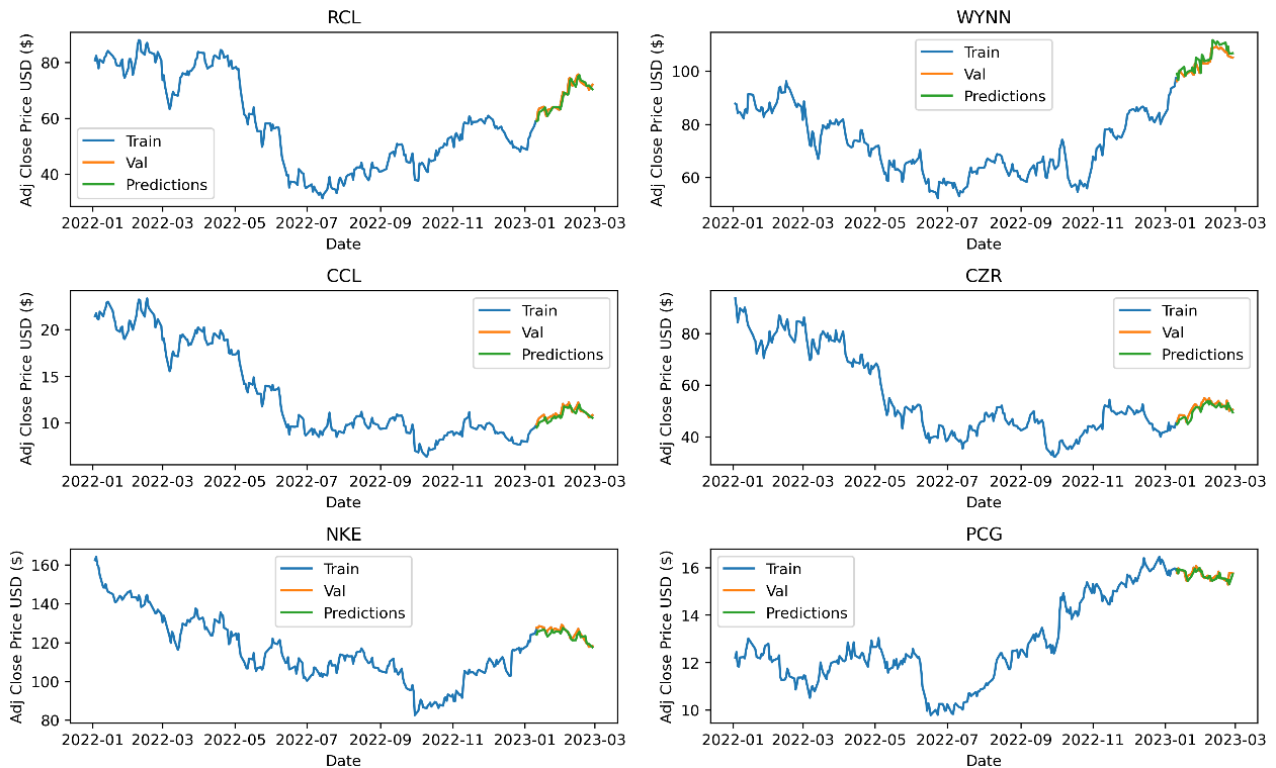 RCL
Adj Close Price USD ($)
80
60
40
Train
Val
Predictions
2022-01 2022-03 2022-05 2022-07 2022-09 2022-11 2023-01 2023-03
Date
WYNN
Adj Close Price USD ($)
100
80
60
Train
Val
Predictions
2022-01 2022-03 2022-05 2022-07 2022-09 2022-11 2023-01 2023-03
Date
CCL
Adj Close Price USD ($)
20
15
10
Train
Val
Predictions
2022-01 2022-03 2022-05 2022-07 2022-09 2022-11 2023-01 2023-03
Date
CZR
Adj Close Price USD ($)
80
60
40
Train
Val
Predictions
2022-01 2022-03 2022-05 2022-07 2022-09 2022-11 2023-01 2023-03
Date
NKE
Adj Close Price USD ($)
160
140
120
100
80
Train
Val
Predictions
2022-01 2022-03 2022-05 2022-07 2022-09 2022-11 2023-01 2023-03
Date
PCG
Adj Close Price USD ($)
16
14
12
10
Train
Val
Predictions
2022-01 2022-03 2022-05 2022-07 2022-09 2022-11 2023-01 2023-03
Date